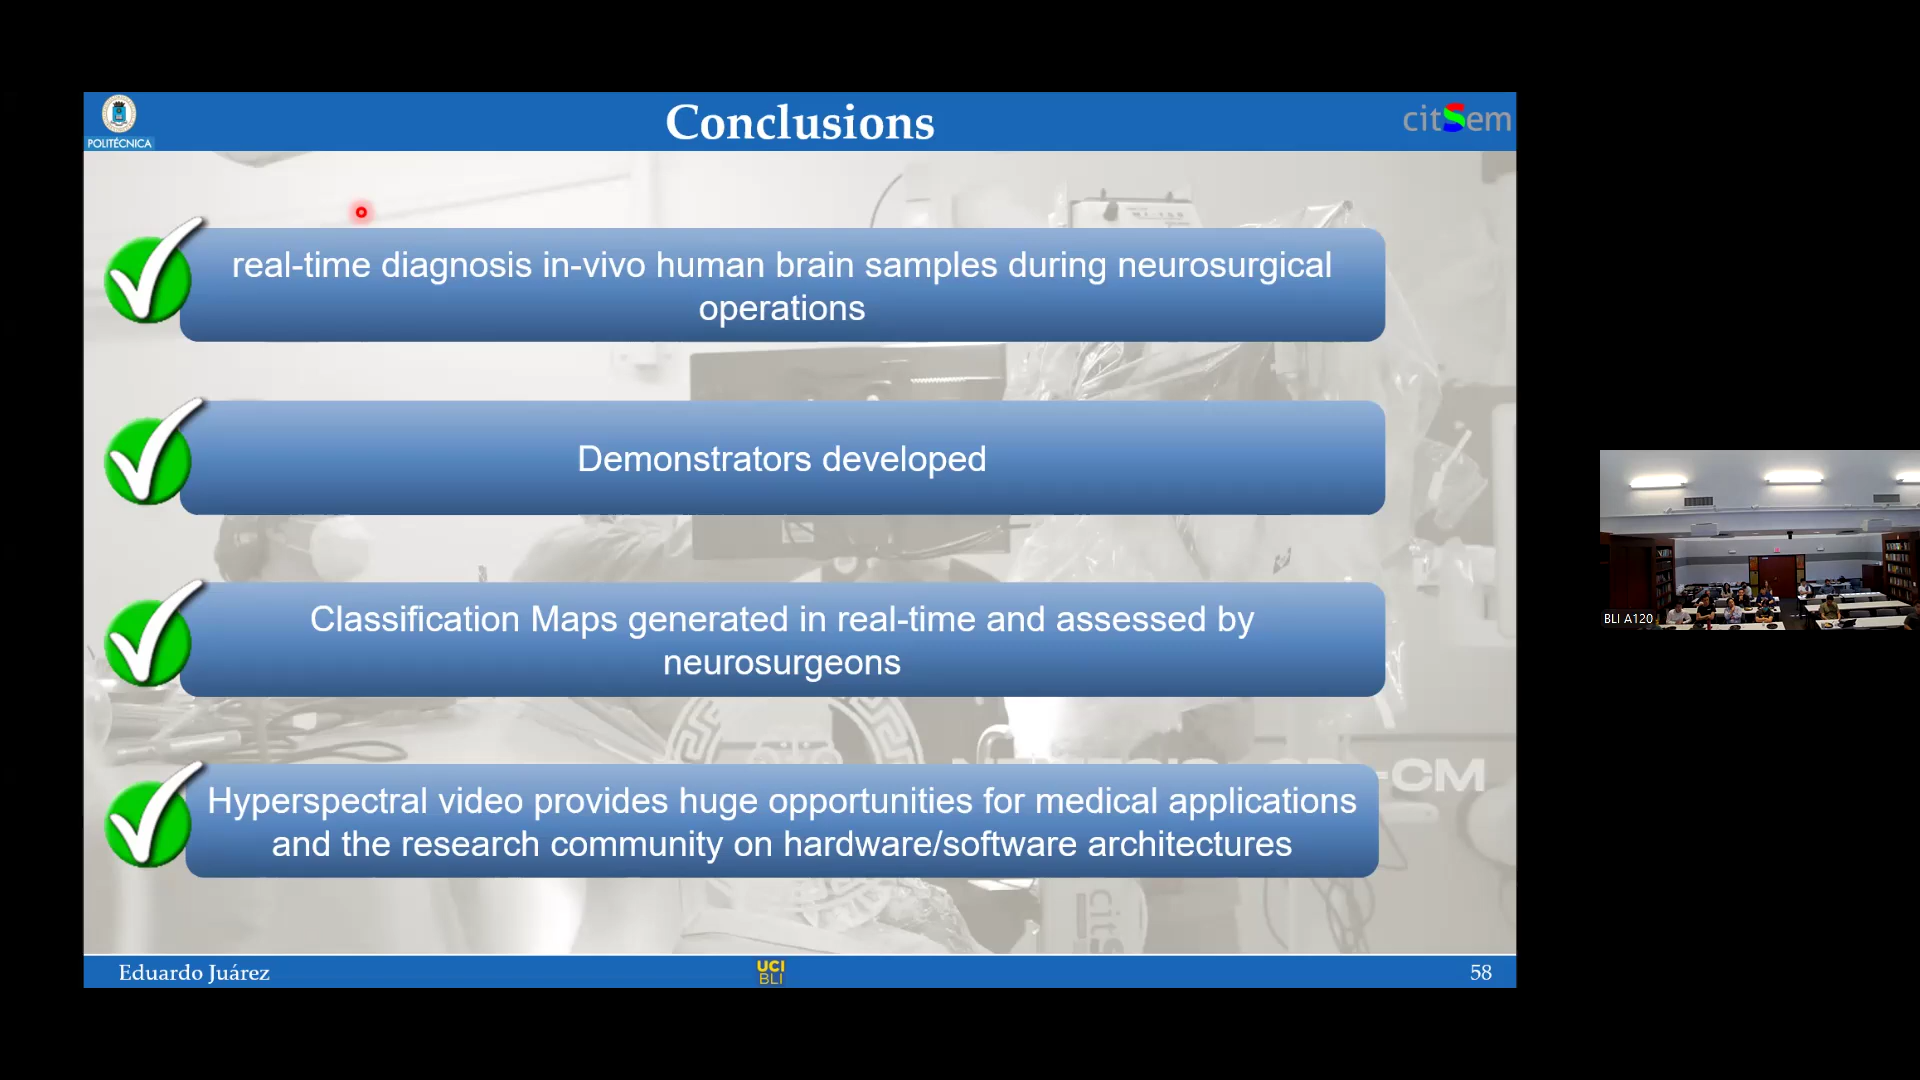 POLITÉCNICA
Conclusions
citSem
real-time diagnosis in-vivo human brain samples during neurosurgical
operations
Demonstrators developed
Classification Maps generated in real-time and assessed by
neurosurgeons
-CM
Hyperspectral video provides huge opportunities for medical applications
and the research community on hardware/software architectures
citS
Eduardo Juárez
UCI
BLI
58
BLI A120